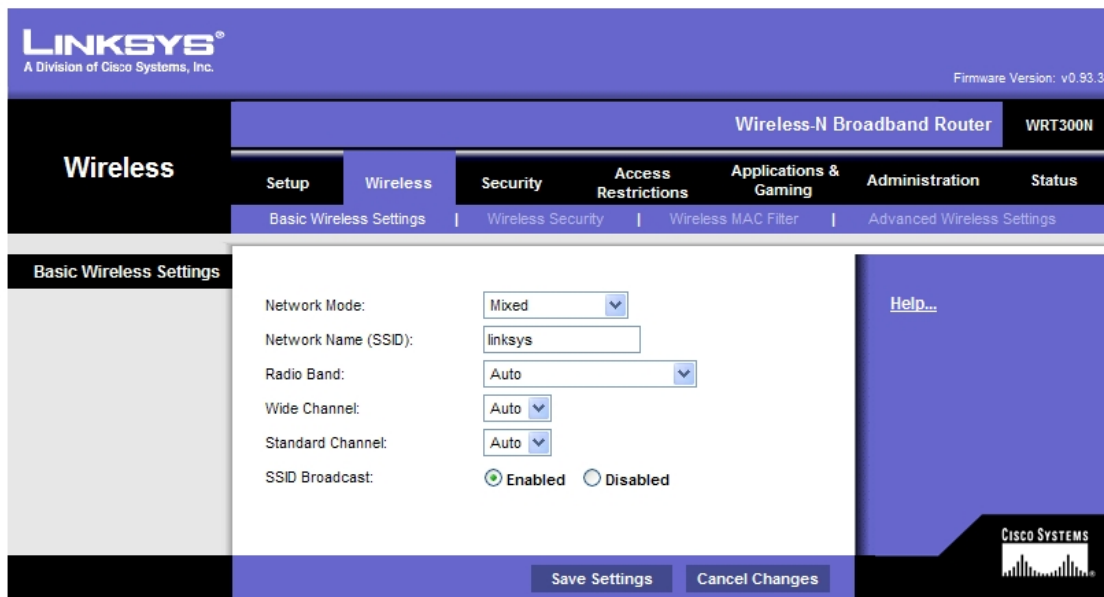 LINKSYS®
A Division of Cisco Systems, Inc.
Firmware Version: v0.93.3
Wireless-N Broadband Router WRT300N
Wireless
Setup Wireless Security Access Restrictions Applications & Gaming Administration Status
Basic Wireless Settings | Wireless Security | Wireless MAC Filter | Advanced Wireless Settings
Basic Wireless Settings
Help...
Network Mode: Mixed
Network Name (SSID): linksys
Radio Band: Auto
Wide Channel: Auto
Standard Channel: Auto
SSID Broadcast: Enabled Disabled
CISCO SYSTEMS
Save Settings Cancel Changes